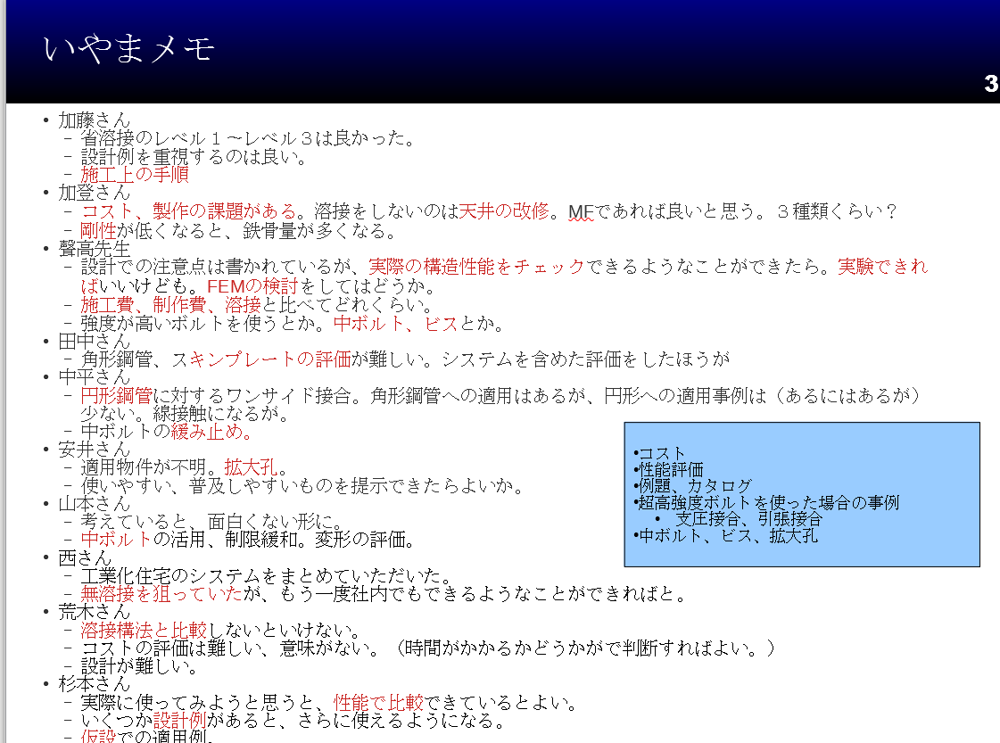 いやまメモ
3
• 加藤さん
– 省溶接のレベル１～レベル３は良かった。
– 設計例を重視するのは良い。
– 施工上の手順
• 加登さん
– コスト、製作の課題がある。溶接をしないのは天井の改修。MFであれば良いと思う。３種類くらい？
– 剛性が低くなると、鉄骨量が多くなる。
• 聲高先生
– 設計での注意点は書かれているが、実際の構造性能をチェックできるようなことができたら。実験できれ
ばいいけども。FEMの検討をしてはどうか。
– 施工費、制作費、溶接と比べてどれくらい。
– 強度が高いボルトを使うとか。中ボルト、ビスとか。
• 田中さん
– 角形鋼管、スキンプレートの評価が難しい。システムを含めた評価をしたほうが
• 中平さん
– 円形鋼管に対するワンサイド接合。角形鋼管への適用はあるが、円形への適用事例は（あるにはあるが）
少ない。線接触になるが。
– 中ボルトの緩み止め。
• 安井さん
– 適用物件が不明。拡大孔。
– 使いやすい、普及しやすいものを提示できたらよいか。
• 山本さん
– 考えていると、面白くない形に。
– 中ボルトの活用、制限緩和。変形の評価。
• 西さん
– 工業化住宅のシステムをまとめていただいた。
– 無溶接を狙っていたが、もう一度社内でもできるようなことができればと。
• 荒木さん
– 溶接構法と比較しないといけない。
– コストの評価は難しい、意味がない。（時間がかかるかどうかがで判断すればよい。）
– 設計が難しい。
• 杉本さん
– 実際に使ってみようと思うと、性能で比較できているとよい。
– いくつか設計例があると、さらに使えるようになる。
– 仮設での適用例。
•コスト
•性能評価
•例題、カタログ
•超高強度ボルトを使った場合の事例
• 支圧接合、引張接合
•中ボルト、ビス、拡大孔